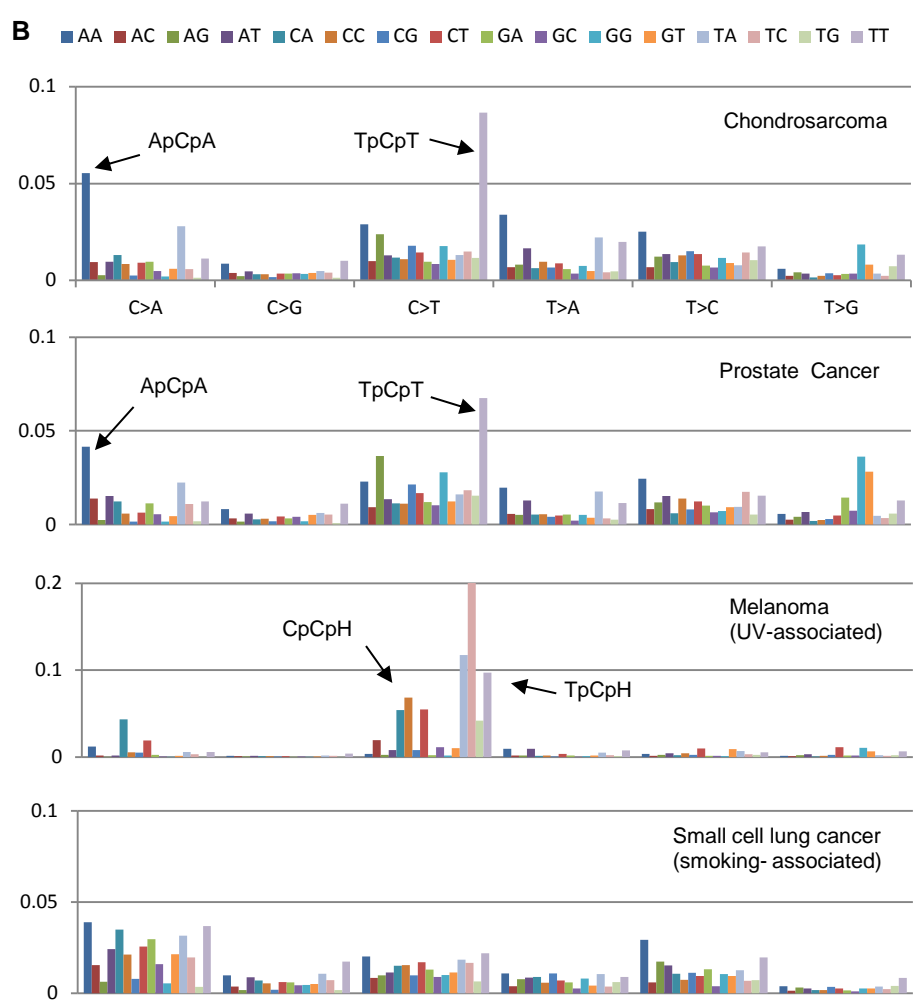 B AA AC AG AT CA CC CG CT GA GC GG GT TA TC TG TT
0.1
Chondrosarcoma
ApCpA TpCpT
0.05
0
C>A C>G C>T T>A T>C T>G
0.1
Prostate Cancer
ApCpA TpCpT
0.05
0
0.2
Melanoma
(UV-associated)
CpCpH
0.1
TpCpH
0
0.1
Small cell lung cancer
(smoking- associated)
0.05
0